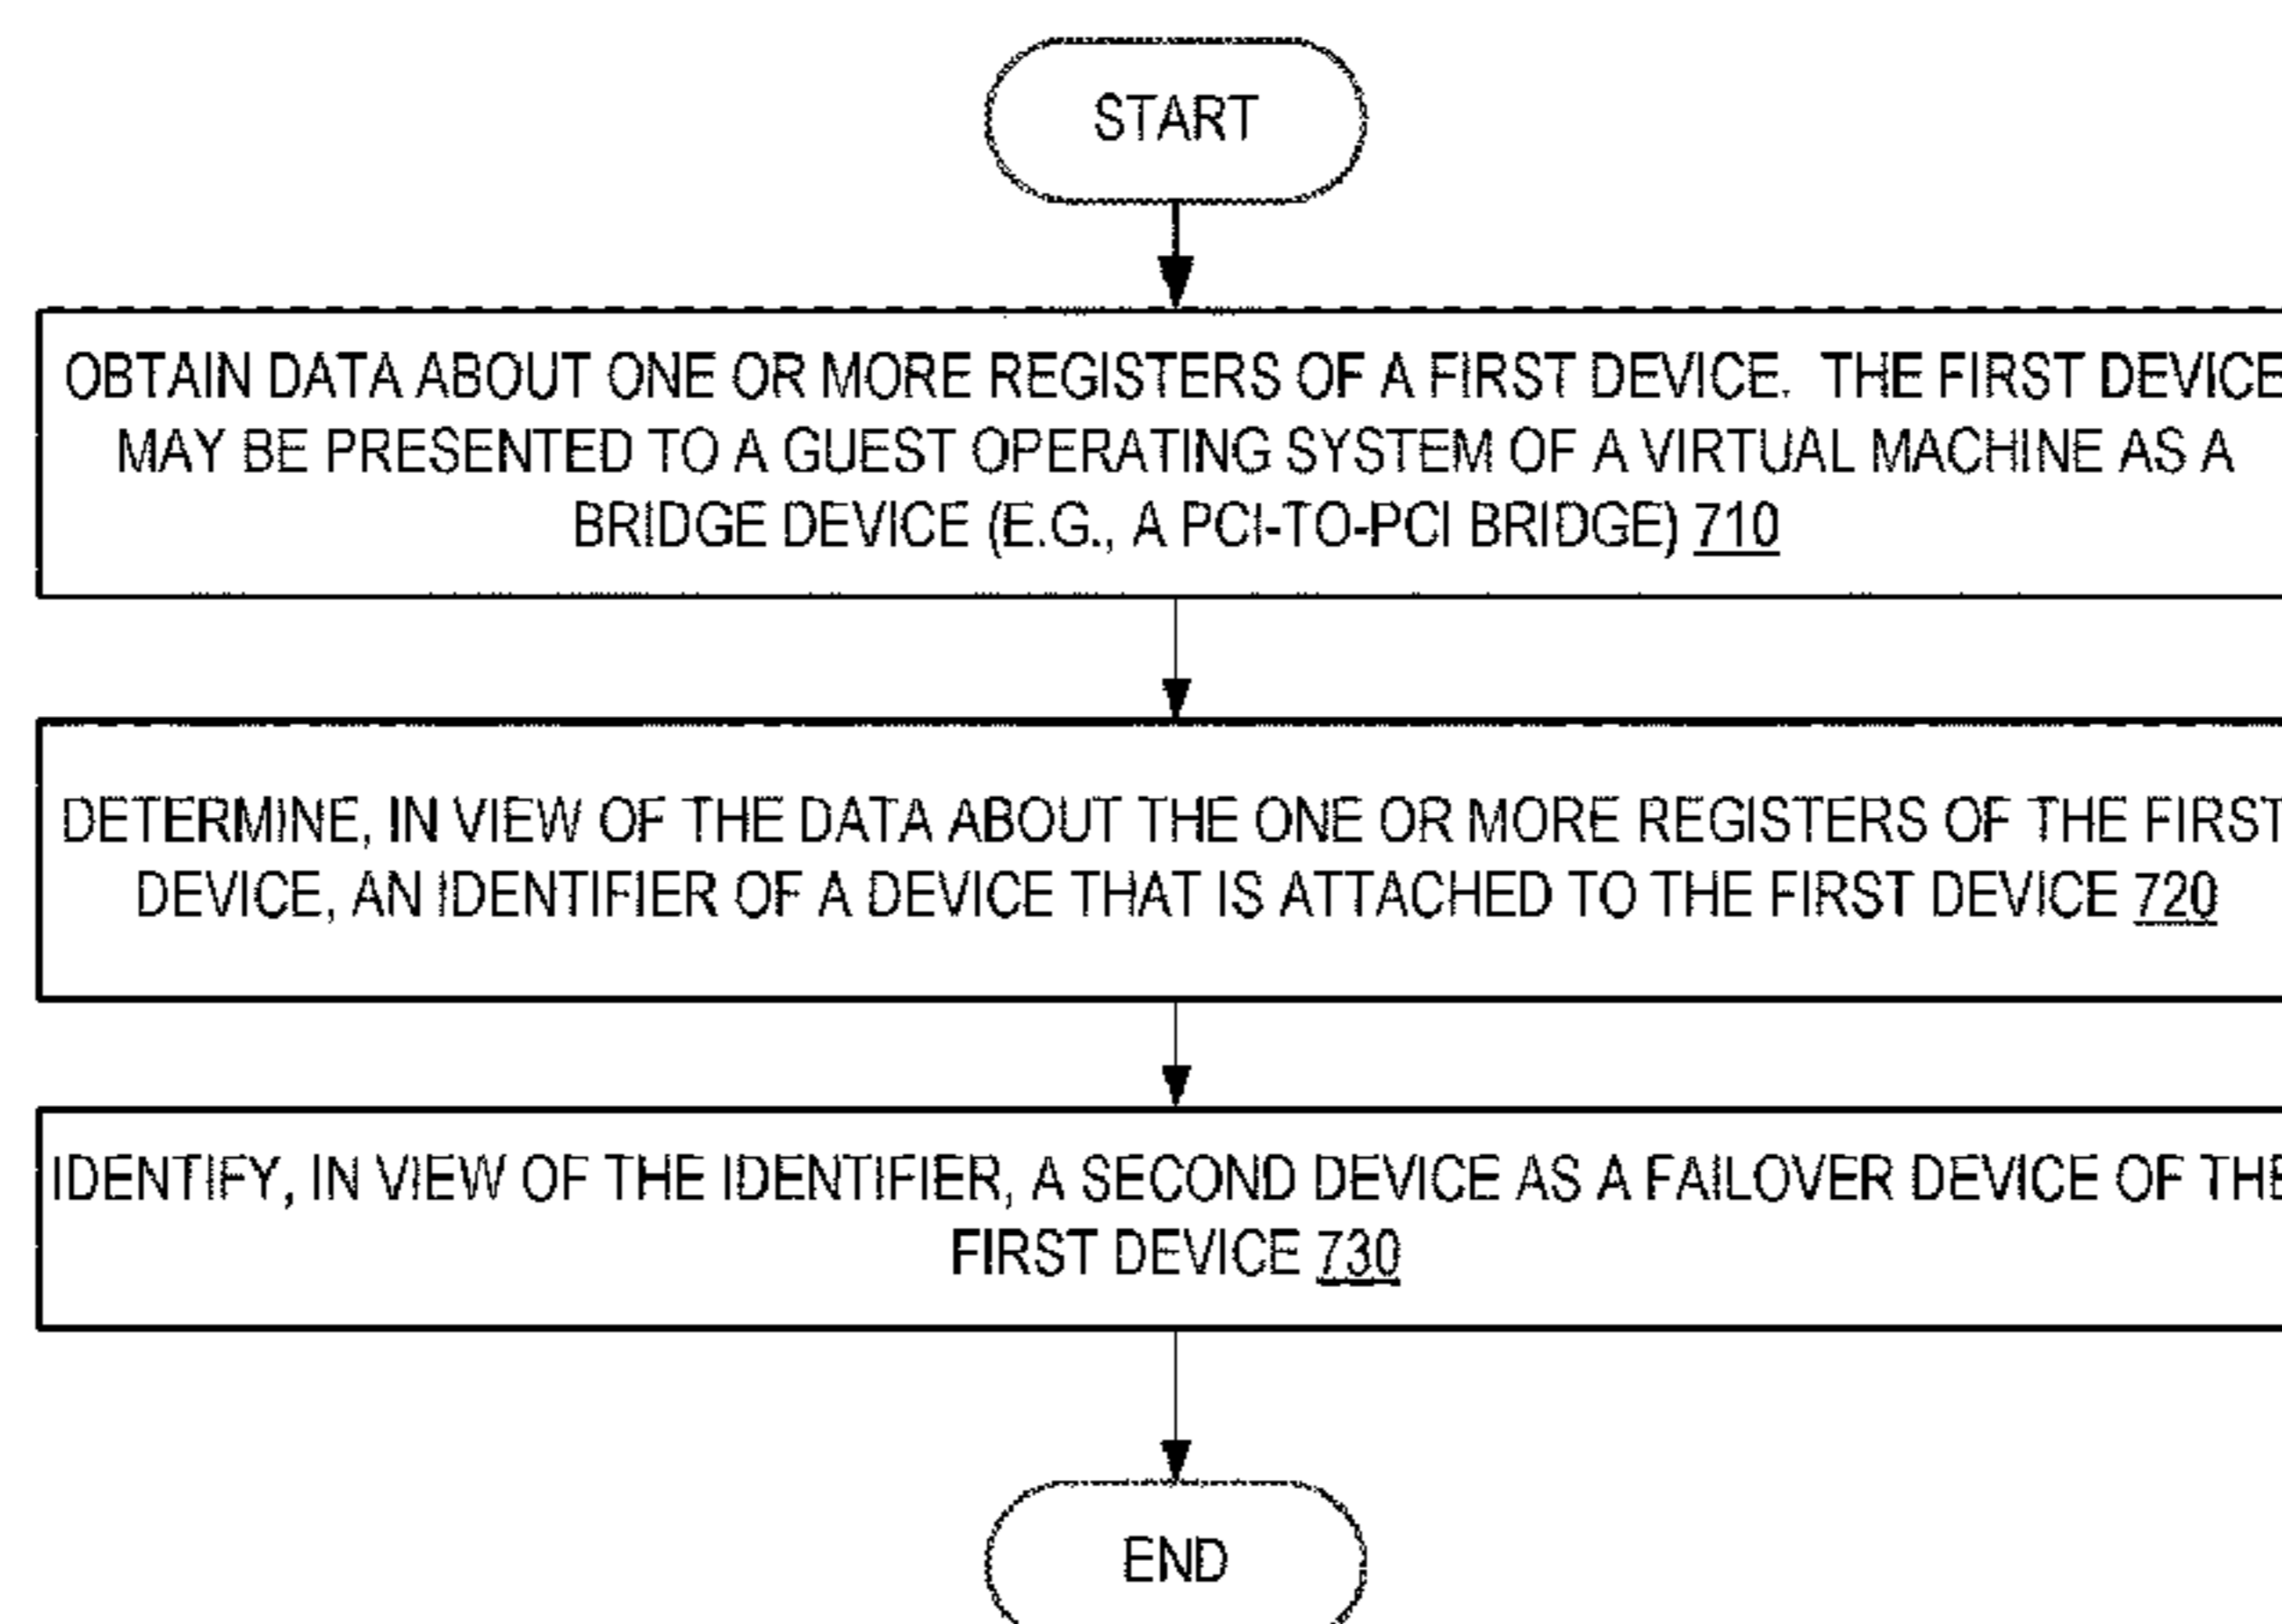 START
OBTAIN DATA ABOUT ONE OR MORE REGISTERS OF A FIRST DEVICE. THE FIRST DEVICE
MAY BE PRESENTED TO A GUEST OPERATING SYSTEM OF A VIRTUAL MACHINE AS A
BRIDGE DEVICE (E.G., A PCI-TO-PCI BRIDGE) 710
DETERMINE, IN VIEW OF THE DATA ABOUT THE ONE OR MORE REGISTERS OF THE FIRST
DEVICE, AN IDENTIFIER OF A DEVICE THAT IS ATTACHED TO THE FIRST DEVICE 720
IDENTIFY, IN VIEW OF THE IDENTIFIER, A SECOND DEVICE AS A FAILOVER DEVICE OF THE
FIRST DEVICE 730
END